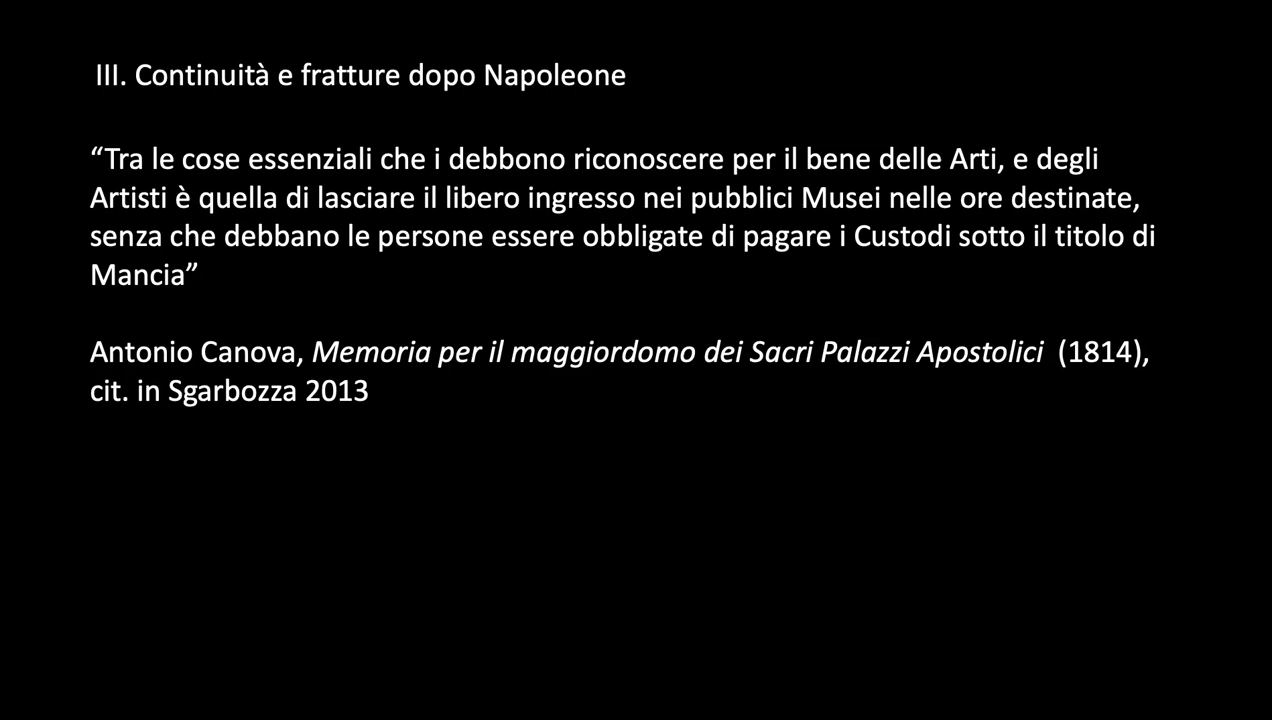 III. Continuità e fratture dopo Napoleone
“Tra le cose essenziali che i debbono riconoscere per il bene delle Arti, e degli
Artisti è quella di lasciare il libero ingresso nei pubblici Musei nelle ore destinate,
senza che debbano le persone essere obbligate di pagare i Custodi sotto il titolo di
Mancia”
Antonio Canova, Memoria per il maggiordomo dei Sacri Palazzi Apostolici (1814),
cit. in Sgarbozza 2013